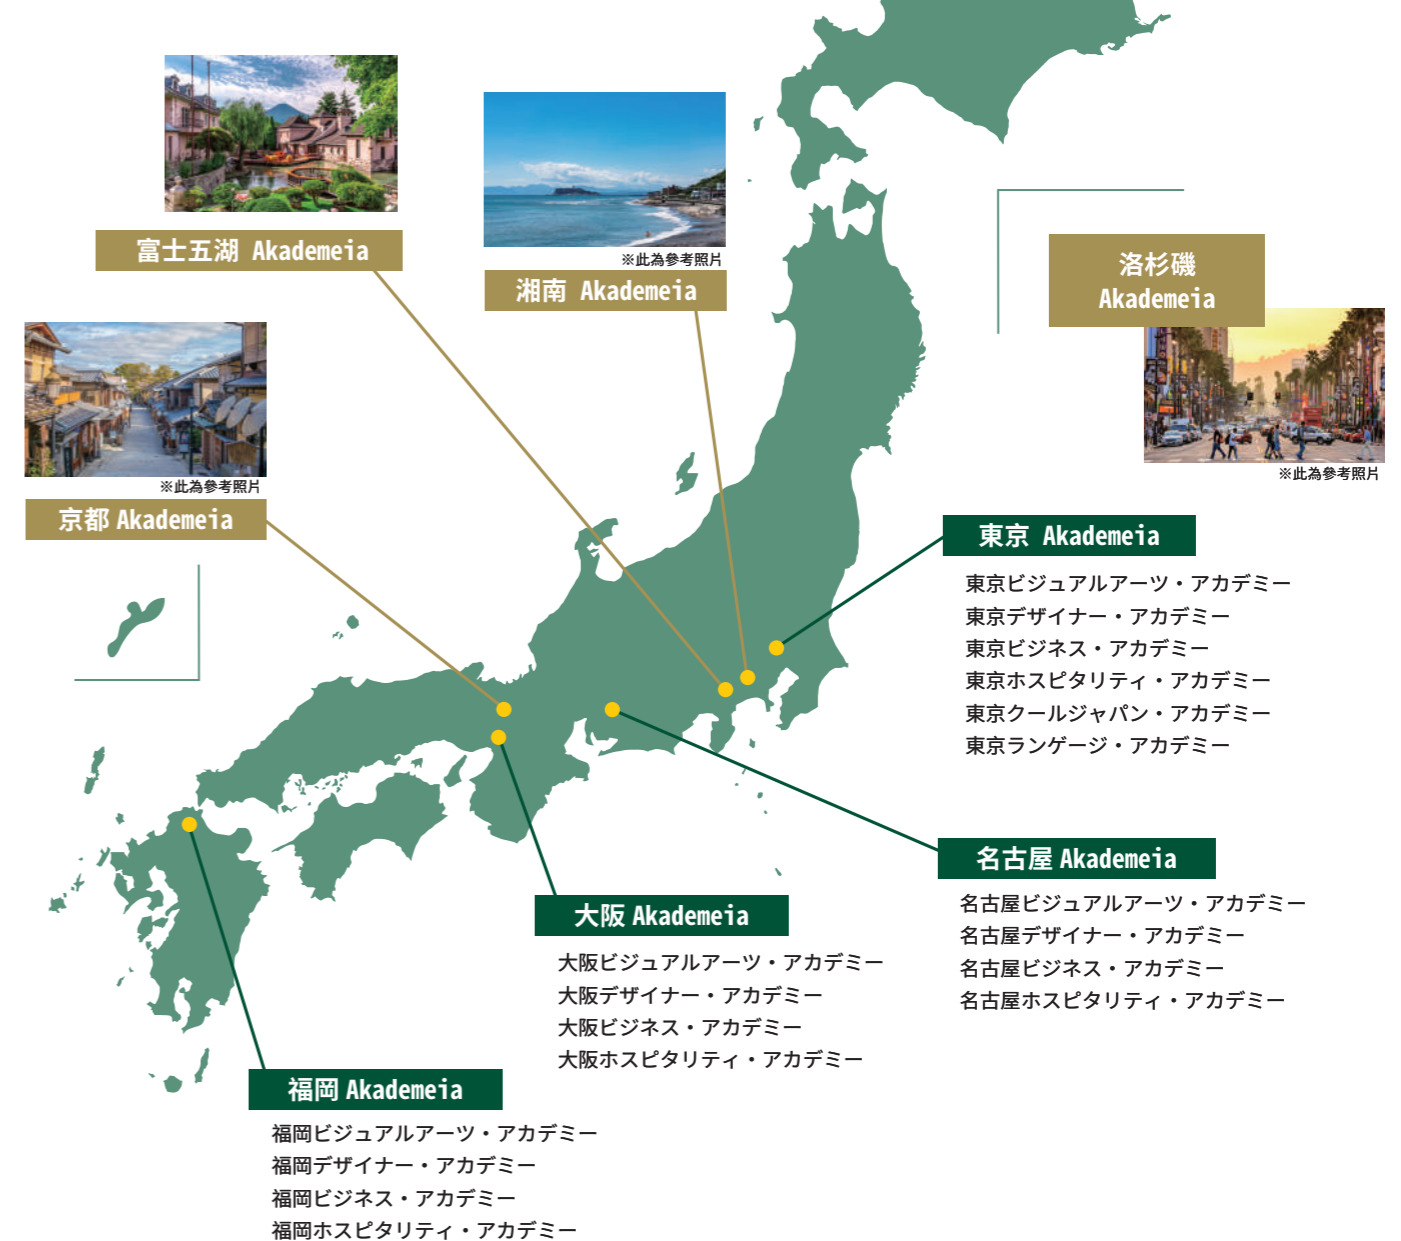 富士五湖 Akademeia
※此為參考照片
湘南 Akademeia
洛杉磯
Akademeia
※此為參考照片
※此為參考照片
京都 Akademeia
東京 Akademeia
東京ビジュアルアーツ・アカデミー
東京デザイナー・アカデミー
東京ビジネス・アカデミー
東京ホスピタリティ・アカデミー
東京クールジャパン・アカデミー
東京ランゲージ・アカデミー
名古屋 Akademeia
名古屋ビジュアルアーツ・アカデミー
名古屋デザイナー・アカデミー
名古屋ビジネス・アカデミー
名古屋ホスピタリティ・アカデミー
大阪 Akademeia
大阪ビジュアルアーツ・アカデミー
大阪デザイナー・アカデミー
大阪ビジネス・アカデミー
大阪ホスピタリティ・アカデミー
福岡 Akademeia
福岡ビジュアルアーツ・アカデミー
福岡デザイナー・アカデミー
福岡ビジネス・アカデミー
福岡ホスピタリティ・アカデミー